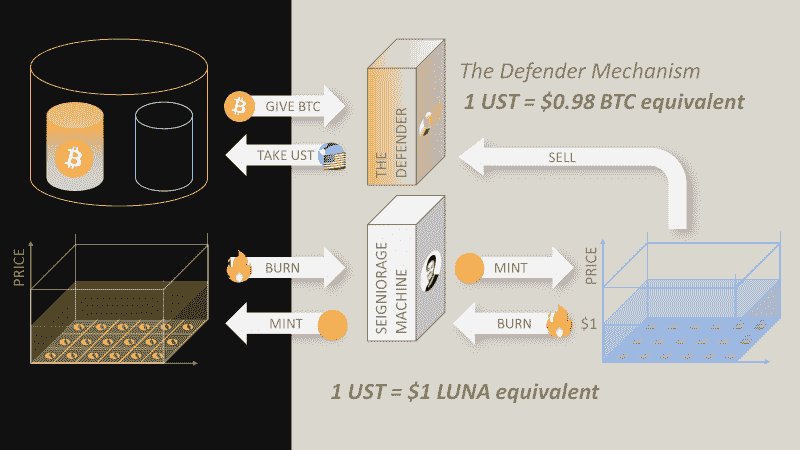 The Defender Mechanism
1 UST = $0.98 BTC equivalent
GIVE BTC
TAKE UST
THE
DEFENDER
SELL
PRICE
BURN
MINT
SEIGNIORAGE
MACHINE
MINT
BURN
PRICE
$1
1 UST = $1 LUNA equivalent